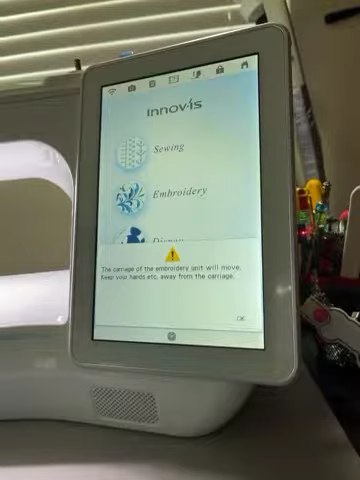 INNOV-ÍS
Sewing
Embroidery
The carriage of the embroidery unit will move.
Keep your hands etc. away from the carriage.
OK